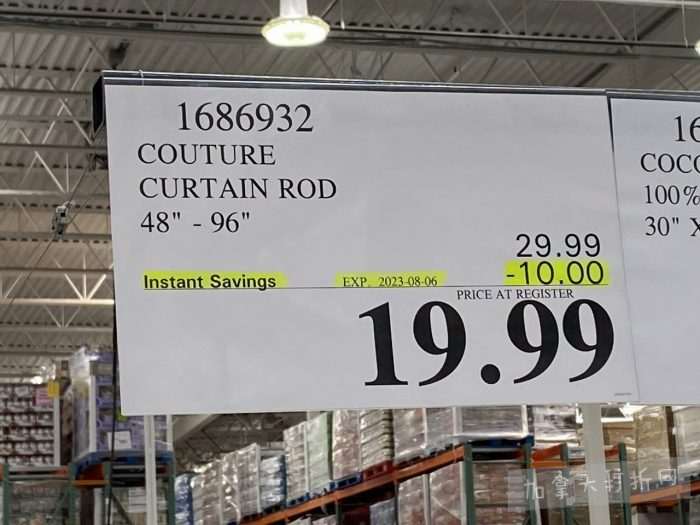 1686932
COUTURE
CURTAIN ROD
48" - 96"
29.99
Instant Savings EXP. 2023-08-06 -10.00
PRICE AT REGISTER
19.99
16
COCO
100%
30" X
加拿大打折网